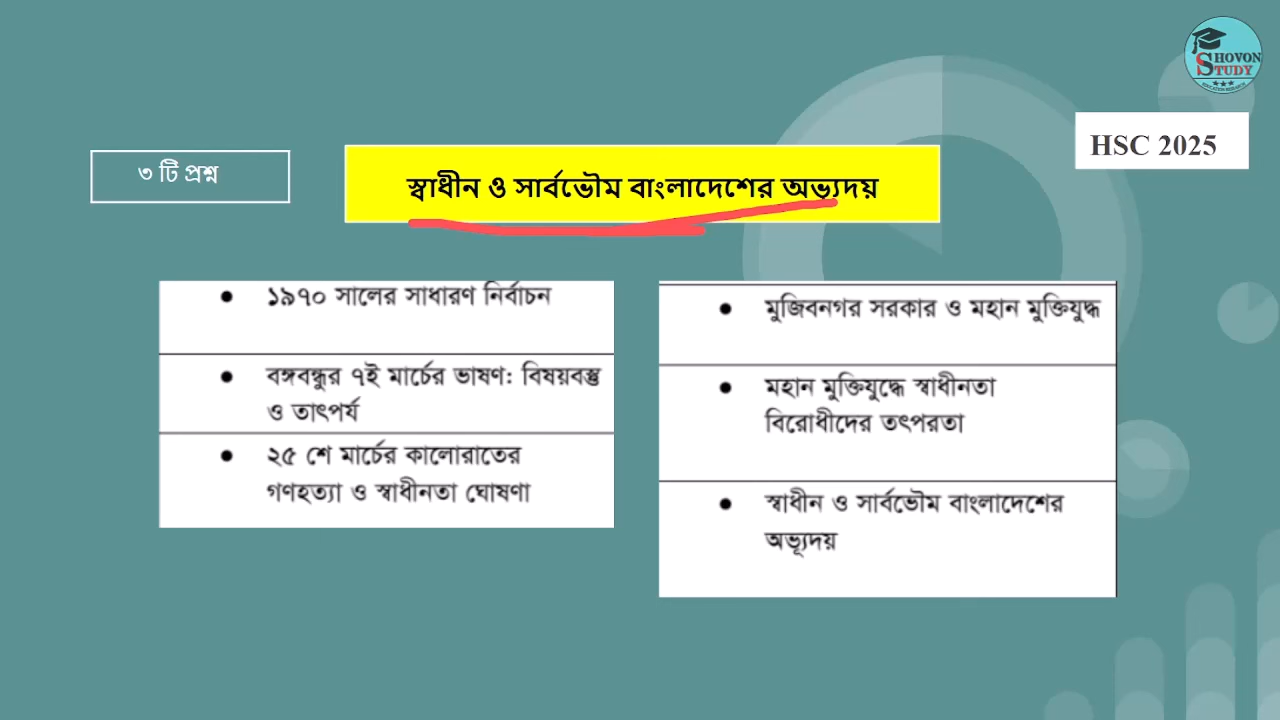 SHOVON
STUDY
HSC 2025
৩ টি প্রশ্ন
স্বাধীন ও সার্বভৌম বাংলাদেশের অভ্যুদয়
● ১৯৭০ সালের সাধারণ নির্বাচন
● বঙ্গবন্ধুর ৭ই মার্চের ভাষণ: বিষয়বস্তু
ও তাৎপর্য
● ২৫ শে মার্চের কালোরাতের
গণহত্যা ও স্বাধীনতা ঘোষণা
● মুজিবনগর সরকার ও মহান মুক্তিযুদ্ধ
● মহান মুক্তিযুদ্ধে স্বাধীনতা
বিরোধীদের তৎপরতা
● স্বাধীন ও সার্বভৌম বাংলাদেশের
অভ্যূদয়